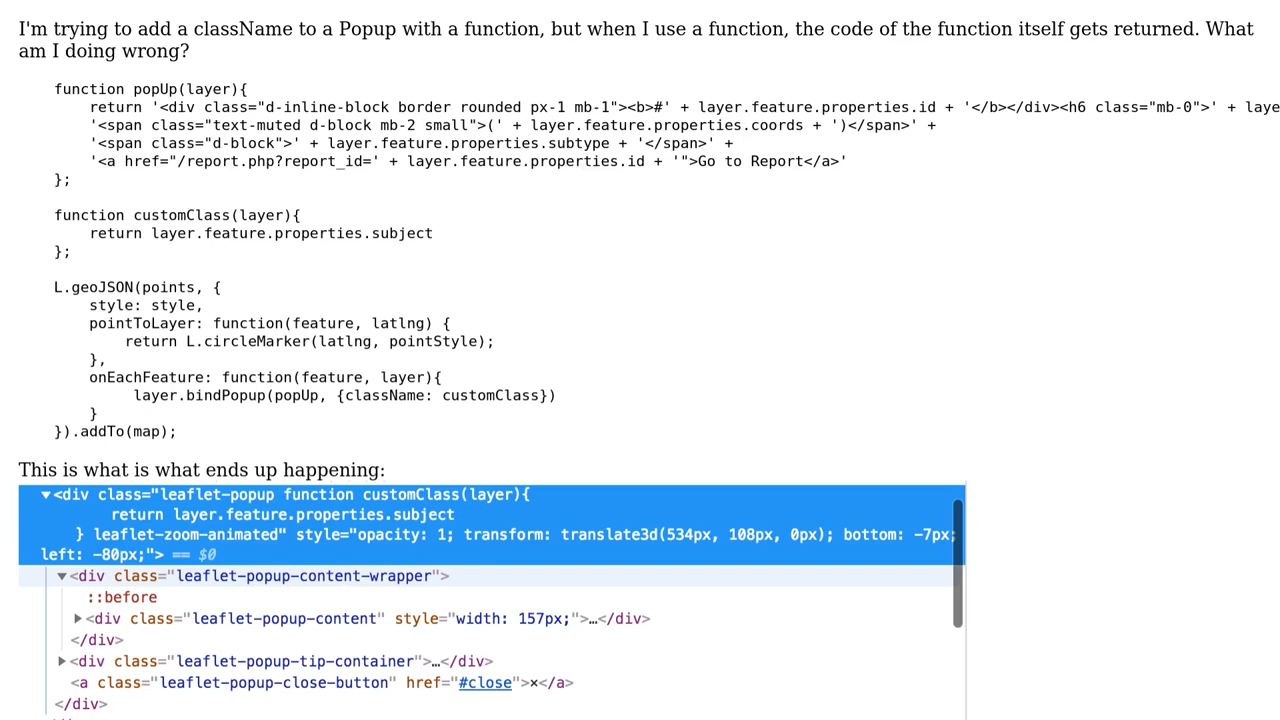 I'm trying to add a className to a Popup with a function, but when I use a function, the code of the function itself gets returned. What
am I doing wrong?
function popUp(layer){
return '<div class="d-inline-block border rounded px-1 mb-1"><b>#' + layer.feature.properties.id + '</b></div><h6 class="mb-0">' + laye
'<span class="text-muted d-block mb-2 small">(' + layer.feature.properties.coords + ')</span>' +
'<span class="d-block">' + layer.feature.properties.subtype + '</span>' +
'<a href="/report.php?report_id=' + layer.feature.properties.id + '">Go to Report</a>'
};
function customClass(layer){
return layer.feature.properties.subject
};
L.geoJSON(points, {
style: style,
pointToLayer: function(feature, latlng) {
return L.circleMarker(latlng, pointStyle);
},
onEachFeature: function(feature, layer){
layer.bindPopup(popUp, {className: customClass})
}
}).addTo(map);
This is what is what ends up happening:
▼<div class="leaflet-popup function customClass(layer){
return layer.feature.properties.subject
} leaflet-zoom-animated" style="opacity: 1; transform: translate3d(534px, 108px, 0px); bottom: -7px;
left: -80px;"> == $0
▼<div class="leaflet-popup-content-wrapper">
::before
▶<div class="leaflet-popup-content" style="width: 157px;">…</div>
</div>
▶<div class="leaflet-popup-tip-container">…</div>
<a class="leaflet-popup-close-button" href="#close">×</a>
</div>